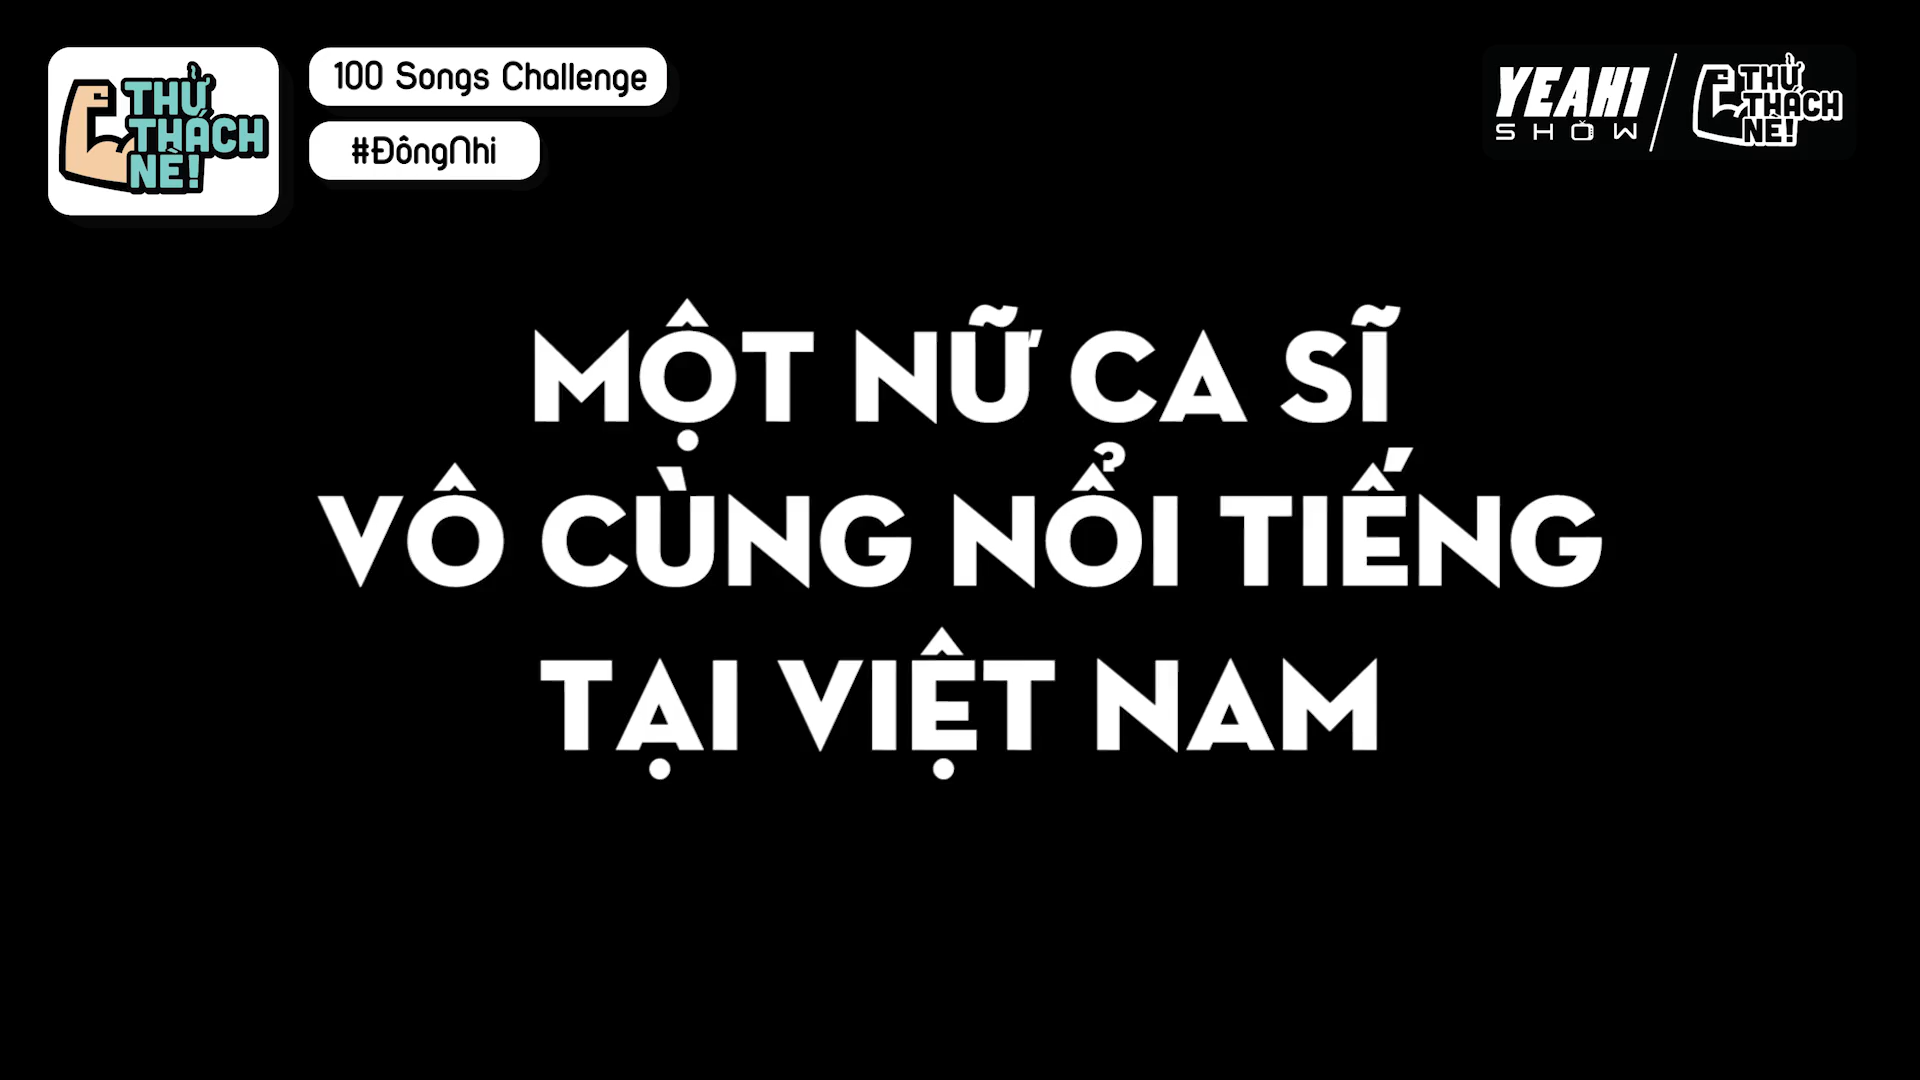 THỬ
THÁCH
NÈ!
100 Songs Challenge
#ĐôngNhi
YEAH1
SHOW
THỬ
THÁCH
NÈ!
MỘT NỮ CA SĨ
VÔ CÙNG NỔI TIẾNG
TẠI VIỆT NAM